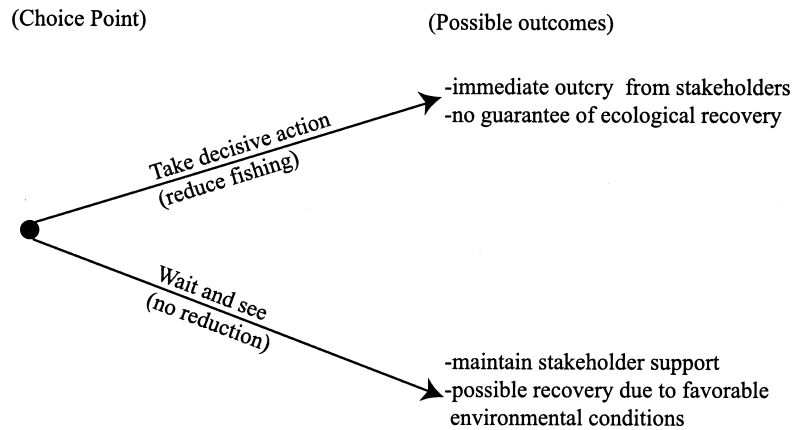 (Choice Point)
(Possible outcomes)
-immediate outcry from stakeholders
-no guarantee of ecological recovery
Take decisive action
(reduce fishing)
Wait and see
(no reduction)
-maintain stakeholder support
-possible recovery due to favorable
environmental conditions